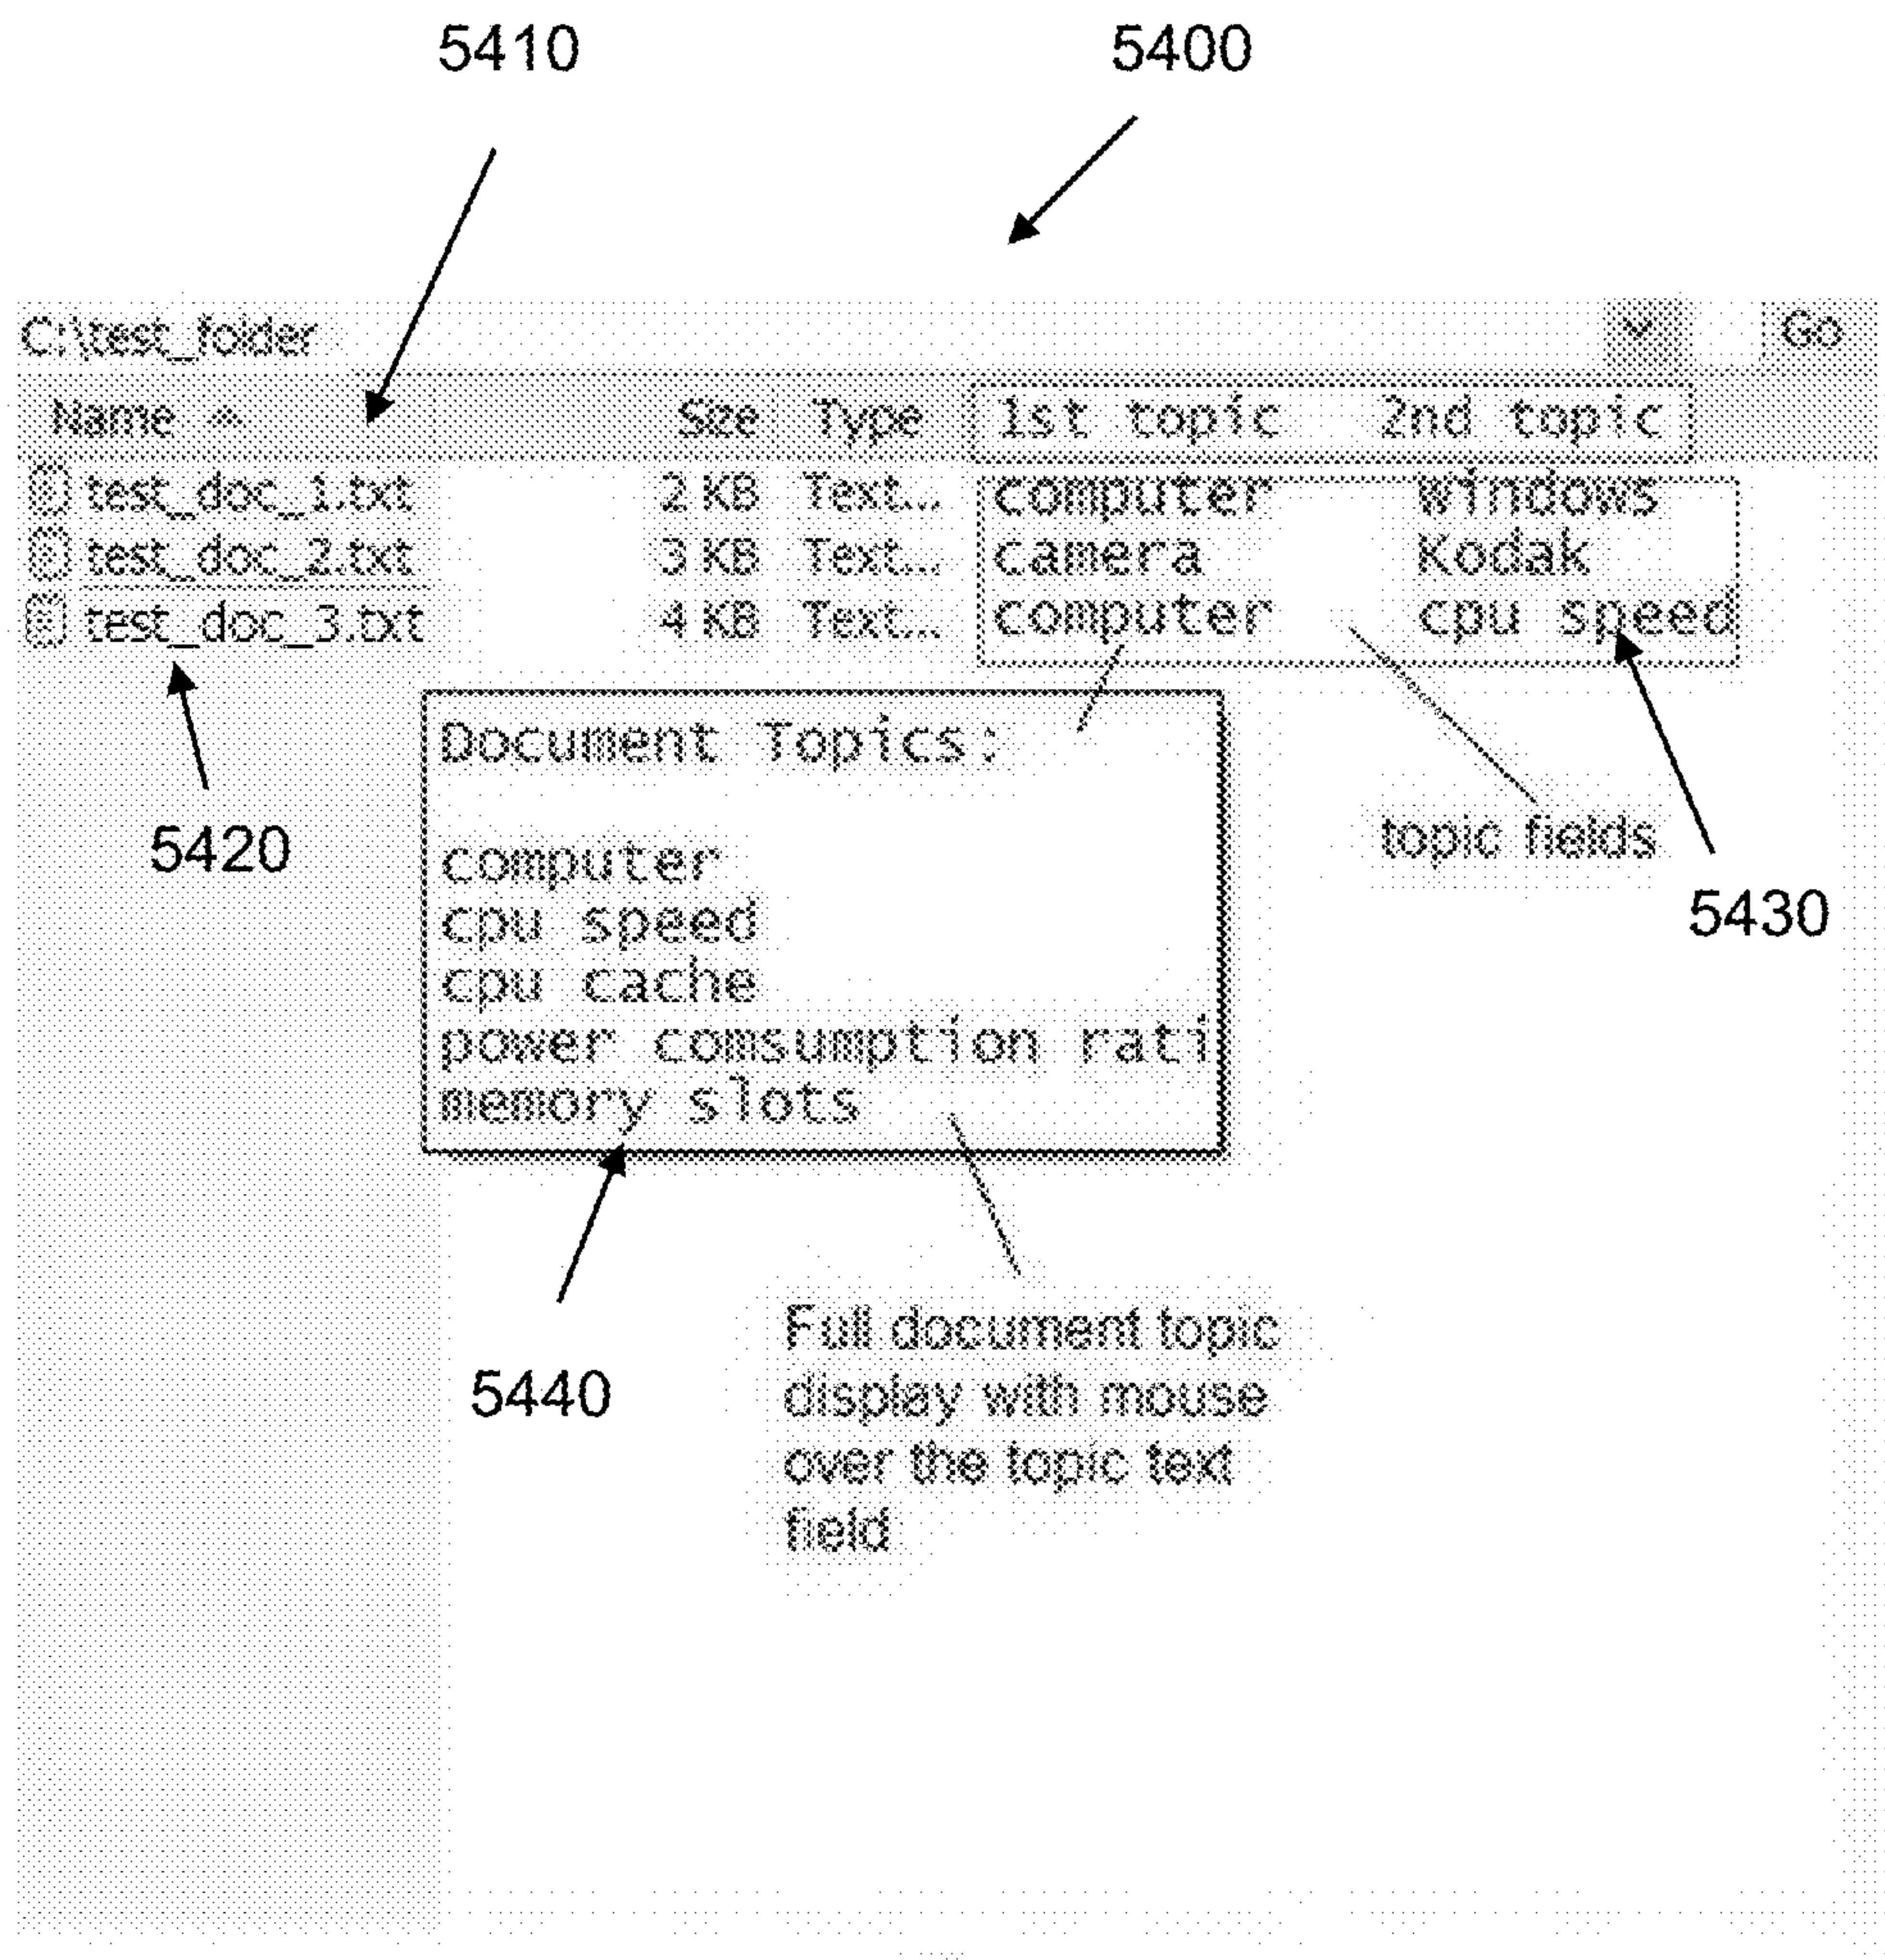 5410 5400
C:\test_folder Go
Name Size Type 1st topic 2nd topic
test_doc_1.txt 2 KB Text... computer windows
test_doc_2.txt 3 KB Text... camera Kodak
test_doc_3.txt 4 KB Text... computer cpu speed
Document Topics:
5420 topic fields
computer
5430
cpu speed
cpu cache
power comsumption rati
memory slots
Full document topic
5440 display with mouse
over the topic text
field